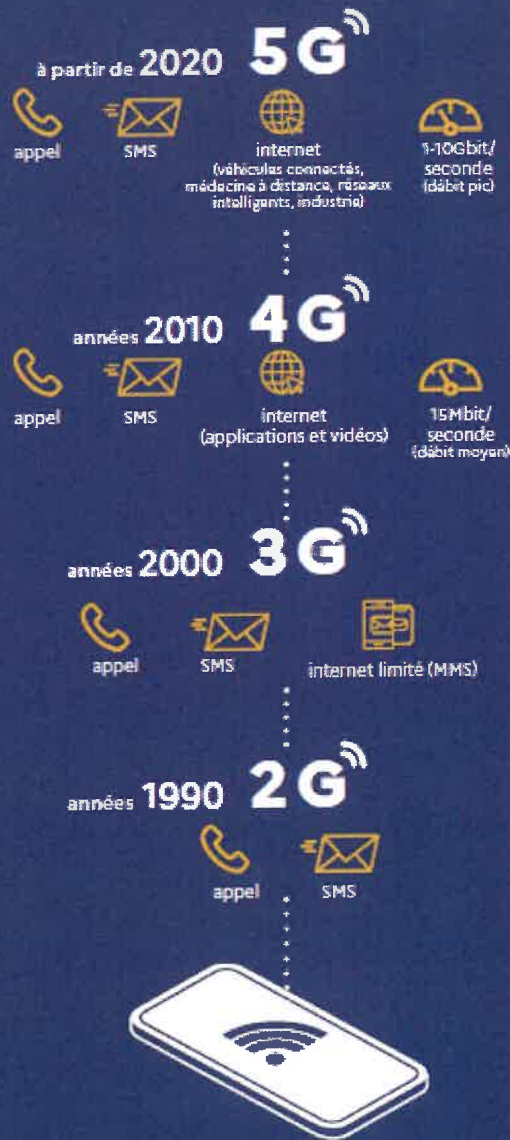 à partir de 2020 5G
appel
SMS
internet
(véhicules connectés,
médecine à distance, réseaux
intelligents, industrie)
1-10Gbit/
seconde
(débit pic)
années 2010 4G
appel
SMS
internet
(applications et vidéos)
15Mbit/
seconde
(débit moyen)
années 2000 3G
appel
SMS
internet limité (MMS)
années 1990 2G
appel
SMS